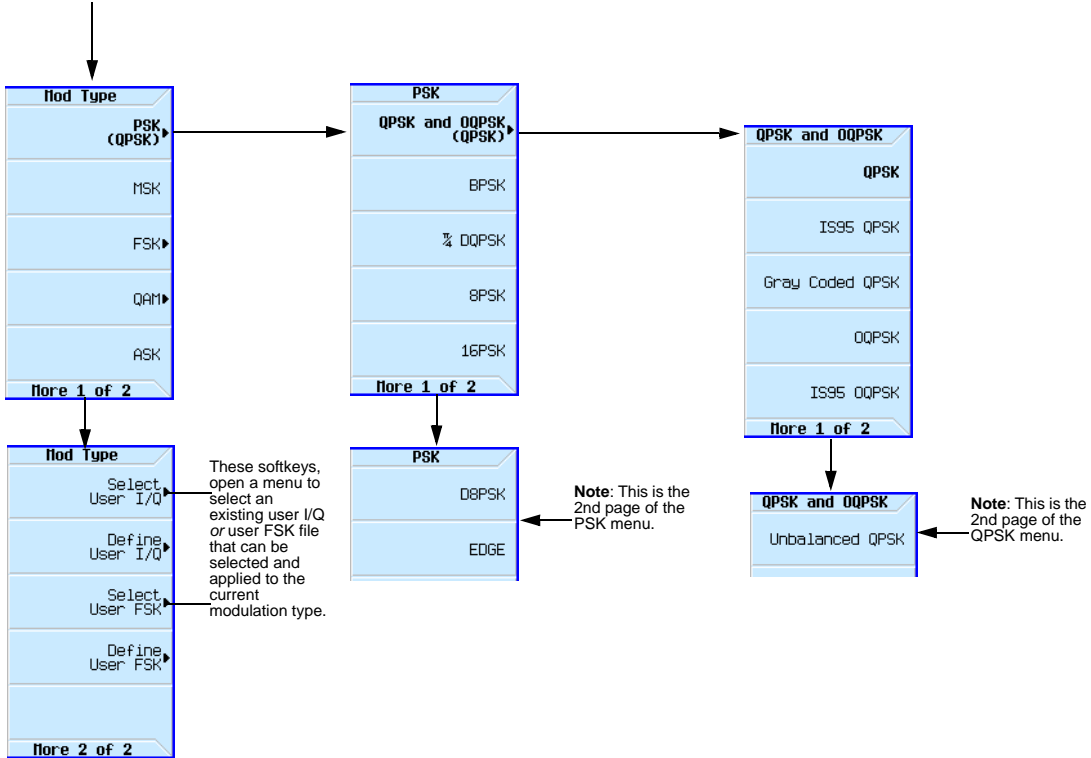 Mod Type
PSK
(QPSK)
MSK
FSK
QAM
ASK
More 1 of 2
PSK
QPSK and OQPSK
(QPSK)
BPSK
π/4 DQPSK
8PSK
16PSK
More 1 of 2
QPSK and OQPSK
QPSK
IS95 QPSK
Gray Coded QPSK
OQPSK
IS95 OQPSK
More 1 of 2
Mod Type
Select
User I/Q
Define
User I/Q
Select
User FSK
Define
User FSK
More 2 of 2
These softkeys,
open a menu to
select an
existing user I/Q
or user FSK file
that can be
selected and
applied to the
current
modulation type.
PSK
D8PSK
EDGE
Note: This is the
2nd page of the
PSK menu.
QPSK and OQPSK
Unbalanced QPSK
Note: This is the
2nd page of the
QPSK menu.